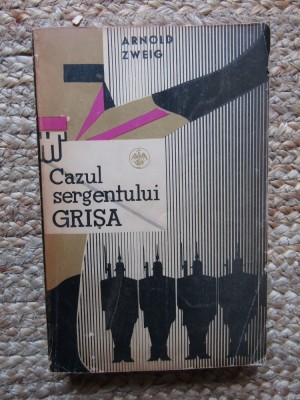 ARNOLD
ZWEIG
Cazul
sergentului
GRIȘA